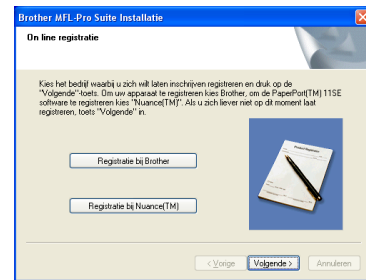 Brother MFL-Pro Suite Installatie
On line registratie
Kies het bedrijf waarbij u zich wilt laten inschrijven registreren en druk op de
"Volgende"-toets. Om uw apparaat te registreren kies Brother, om de PaperPort(TM) 11SE
software te registreren kies "Nuance(TM)". Als u zich liever niet op dit moment laat
registreren, toets "Volgende" in.
Registratie bij Brother
Product Registration
Registratie bij Nuance(TM)
< Vorige
Volgende >
Annuleren